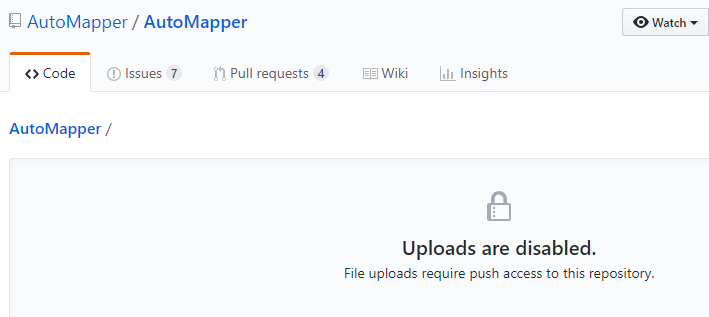 AutoMapper / AutoMapper
Watch
Code Issues 7 Pull requests 4 Wiki Insights
AutoMapper /
Uploads are disabled.
File uploads require push access to this repository.